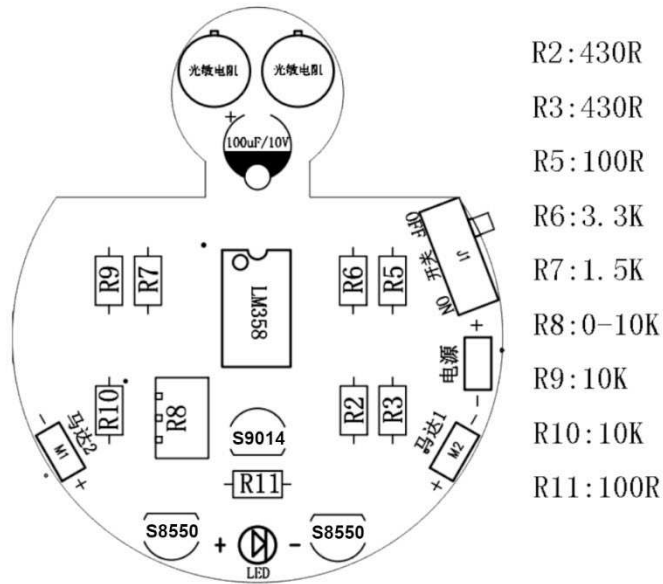 光敏电阻
光敏电阻
+
100uF/10V
R9
R7
LM358
R6
R5
OFF
开关
NO
J1
+
电源
-
R10
R8
S9014
R2
R3
-
马达2
M1
+
-
马达1
M2
+
R11
S8550
+
-
S8550
LED
R2:430R
R3:430R
R5:100R
R6:3.3K
R7:1.5K
R8:0-10K
R9:10K
R10:10K
R11:100R